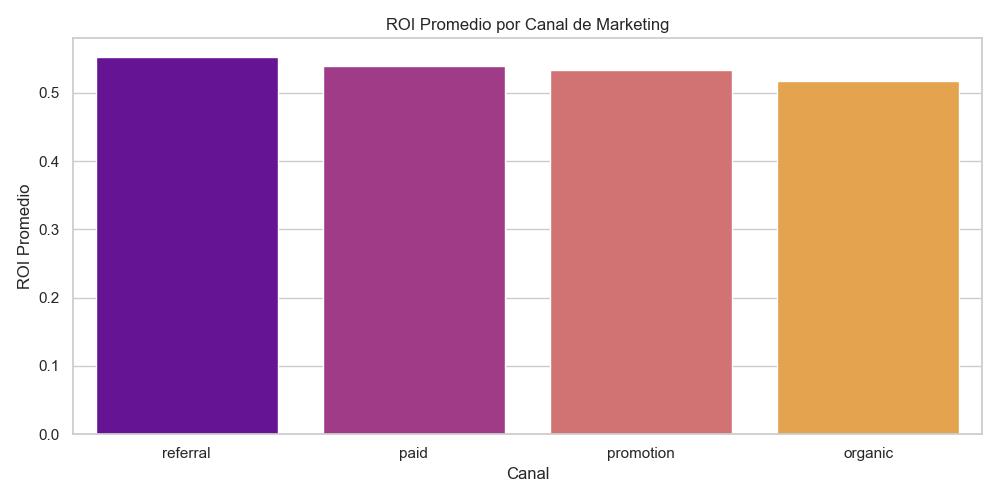 ROI Promedio por Canal de Marketing
ROI Promedio
0.5
0.4
0.3
0.2
0.1
0.0
referral paid promotion organic
Canal